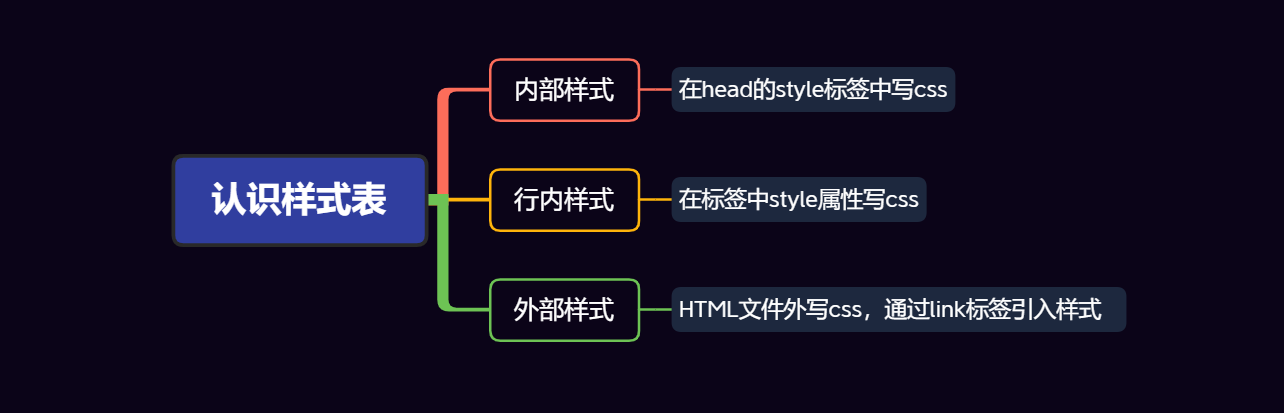 认识样式表
内部样式
在head的style标签中写css
行内样式
在标签中style属性写css
外部样式
HTML文件外写css，通过link标签引入样式